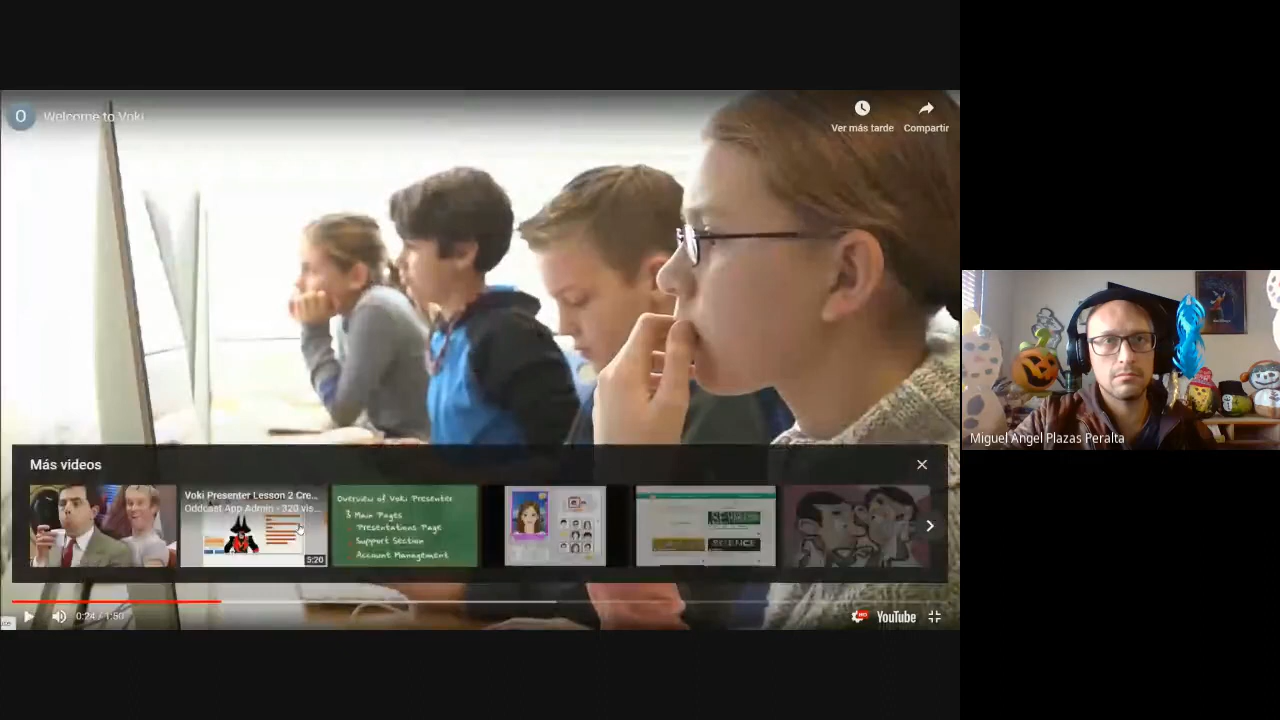 O
Welcome to Voki
Ver más tarde
Compartir
Más videos
Voki Presenter Lesson 2 Cre...
Oddcast App Admin - 320 vis...
5:20
Overview of Voki Presenter
3 Main Pages
Presentations Page
Support Section
Account Management
SCIENCE
0:24 / 1:50
YouTube
Miguel Angel Plazas Peralta